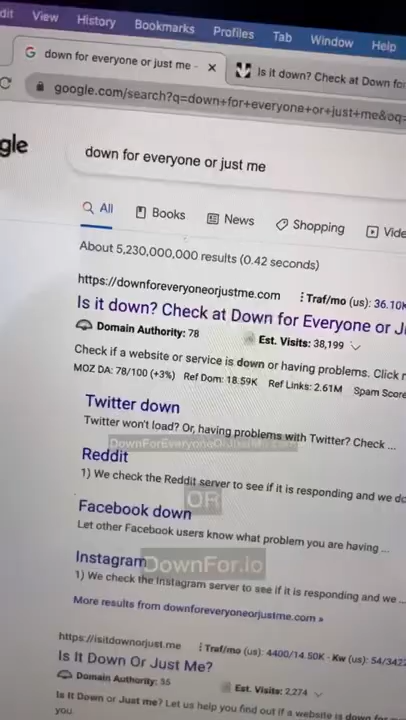 dit View History Bookmarks Profiles Tab Window Help
down for everyone or just me -
Is it down? Check at Down fo
google.com/search?q=down+for+everyone+or+just+me&oq=
gle
down for everyone or just me
All Books News Shopping Vide
About 5,230,000,000 results (0.42 seconds)
https://downforeveryoneorjustme.com Traf/mo (us): 36.10K
Is it down? Check at Down for Everyone or J
Domain Authority: 78 Est. Visits: 38,199
Check if a website or service is down or having problems. Click
MOZ DA: 78/100 (+3%) Ref Dom: 18.59K Ref Links: 2.61M Spam Score
Twitter down
Twitter won't load? Or, having problems with Twitter? Check ...
DownForEveryoneOrJustMe.com
Reddit
1) We check the Reddit server to see if it is responding and we do
OR
Facebook down
Let other Facebook users know what problem you are having ...
Instagram
DownFor.io
1) We check the Instagram server to see if it is responding and we ...
More results from downforeveryoneorjustme.com »
https://isitdownorjust.me Traf/mo (us): 4400/14.50K - Kw (us): 54/342
Is It Down Or Just Me?
Domain Authority: 35 Est. Visits: 2,274
Is It Down or Just me? Let us help you find out if a website is down for
you.